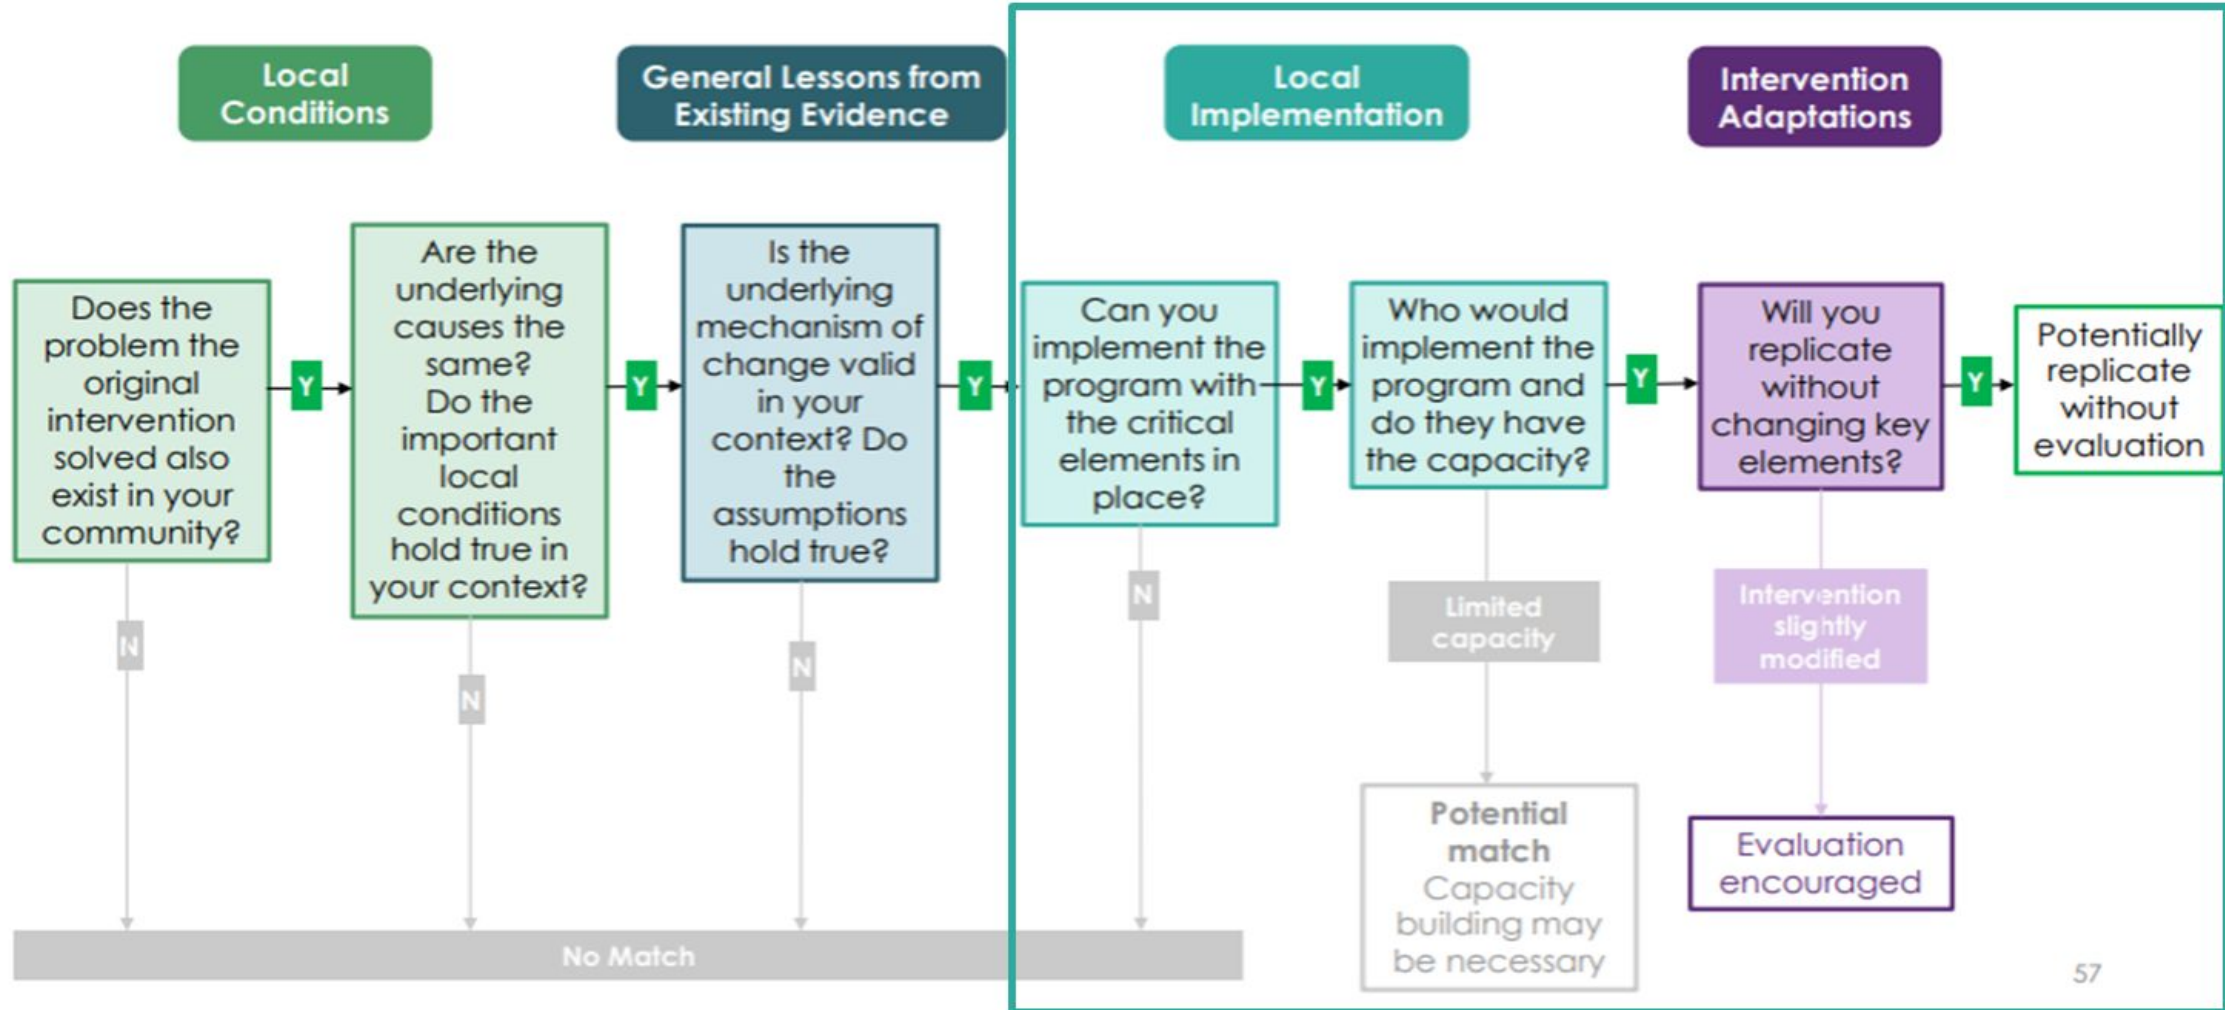 Local
Conditions
General Lessons from
Existing Evidence
Local
Implementation
Intervention
Adaptations
Does the
problem the
original
intervention
solved also
exist in your
community?
Y
Are the
underlying
causes the
same?
Do the
important
local
conditions
hold true in
your context?
Y
Is the
underlying
mechanism of
change valid
in your
context? Do
the
assumptions
hold true?
Y
Can you
implement the
program with
the critical
elements in
place?
Y
Who would
implement the
program and
do they have
the capacity?
Y
Will you
replicate
without
changing key
elements?
Y
Potentially
replicate
without
evaluation
N
N
N
N
Limited
capacity
Intervention
slightly
modified
Potential
match
Capacity
building may
be necessary
Evaluation
encouraged
No Match
57